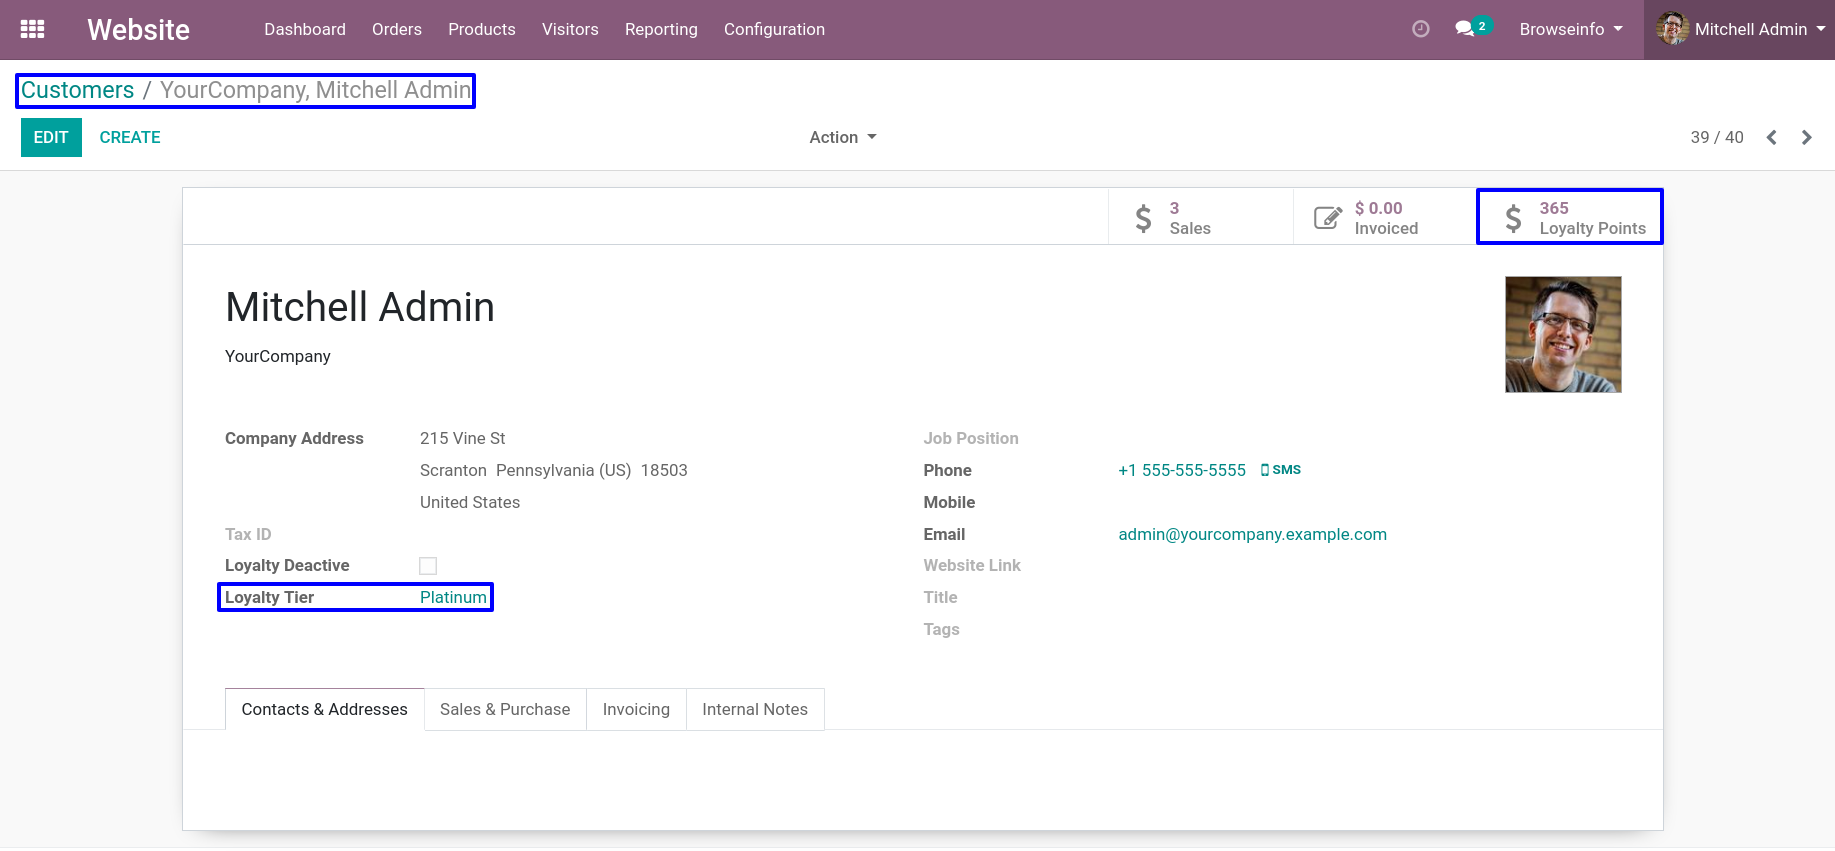 Website Dashboard Orders Products Visitors Reporting Configuration 2 Browseinfo Mitchell Admin
Customers / YourCompany, Mitchell Admin
EDIT CREATE Action 39 / 40
3 $ 0.00 365
Sales Invoiced Loyalty Points
Mitchell Admin
YourCompany
Company Address 215 Vine St Job Position
Scranton Pennsylvania (US) 18503 Phone +1 555-555-5555 SMS
United States Mobile
Tax ID Email admin@yourcompany.example.com
Loyalty Deactive Website Link
Loyalty Tier Platinum Title
Tags
Contacts & Addresses Sales & Purchase Invoicing Internal Notes